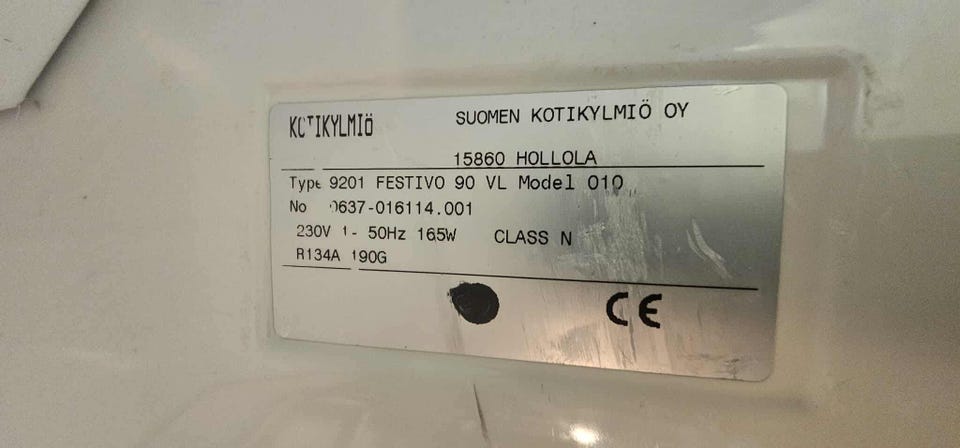 KOTIKYLMIÖ
SUOMEN KOTIKYLMIÖ OY
15860 HOLLOLA
Type 9201 FESTIVO 90 VL Model 010
No 0637-016114.001
230V 1- 50Hz 165W CLASS N
R134A 190G
CE